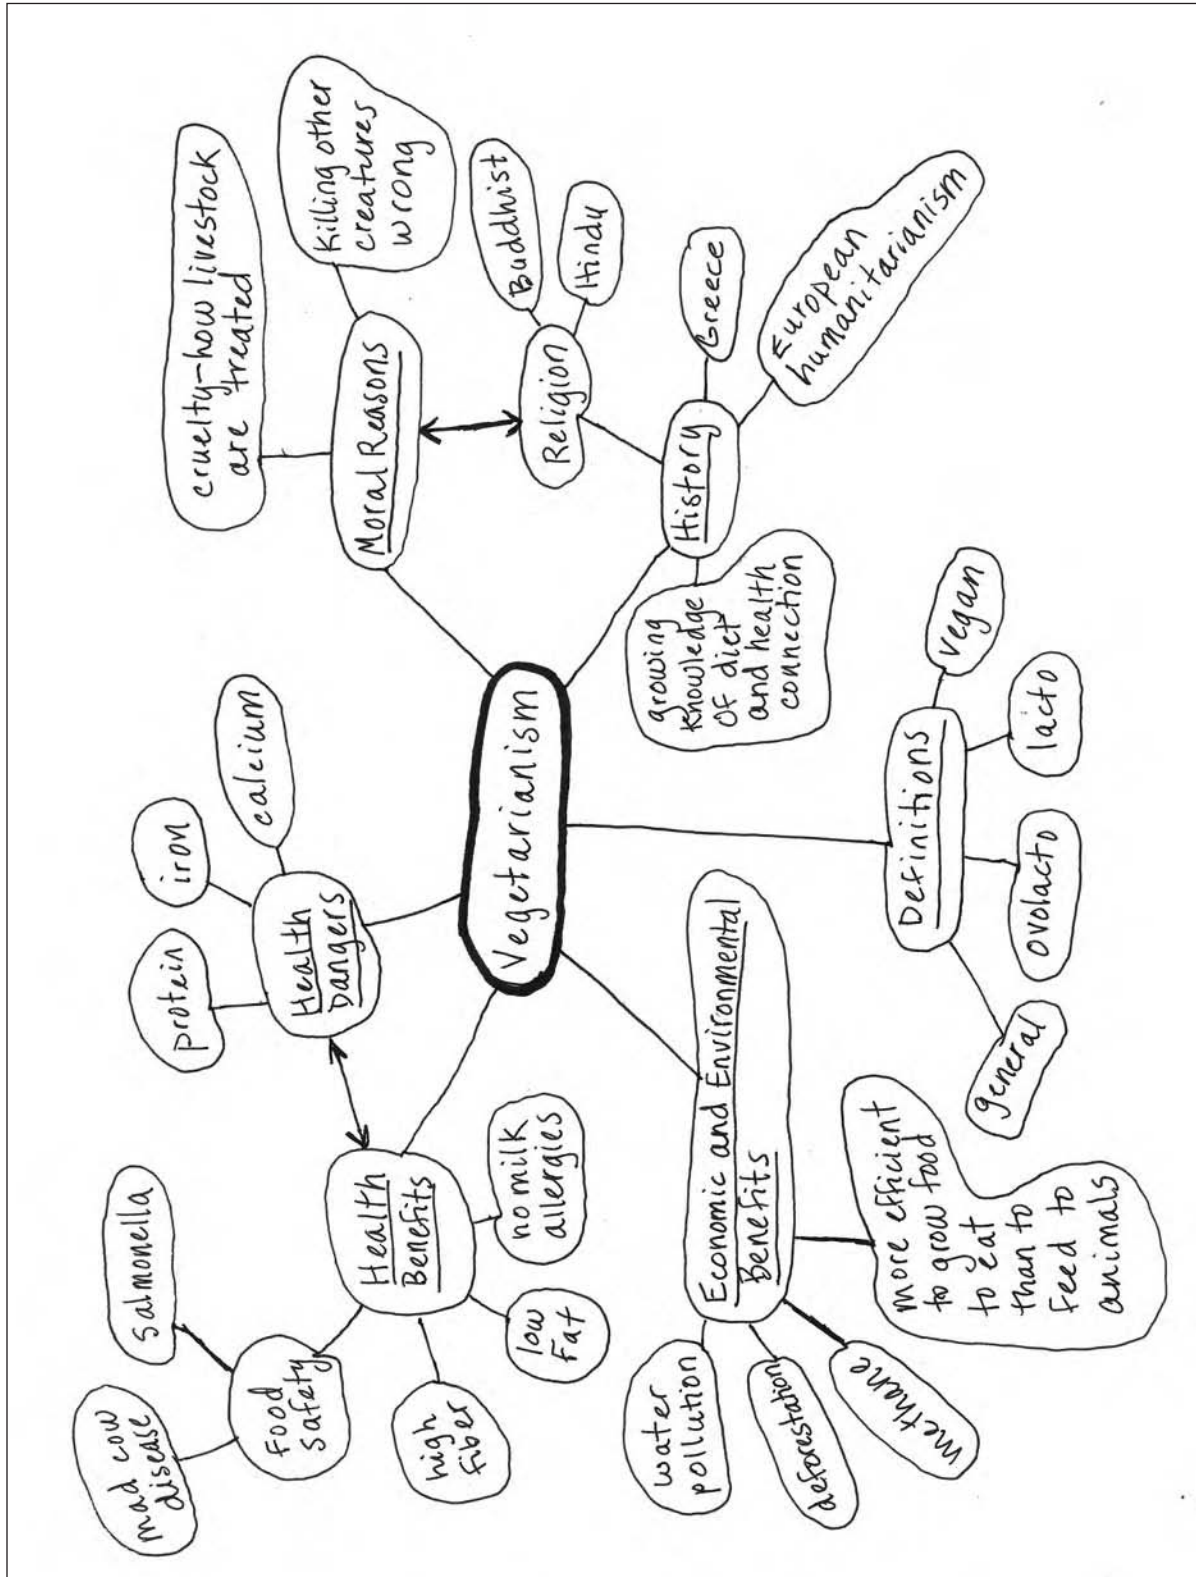 mad cow
disease
Salmonella
Food
safety
high
Fiber
low
Fat
no milk
allergies
Health
Benefits
protein
iron
calcium
Health
Dangers
cruelty-how livestock
are treated
Killing other
creatures
wrong
Moral Reasons
Buddhist
Hindu
Religion
Vegetarianism
History
Greece
European
humanitarianism
growing
knowledge
OF diet
and health
connection
Economic and Environmental
Benefits
water
pollution
deforestation
methane
more efficient
to grow food
to eat
than to
feed to
animals
Definitions
general
ovolacto
lacto
vegan